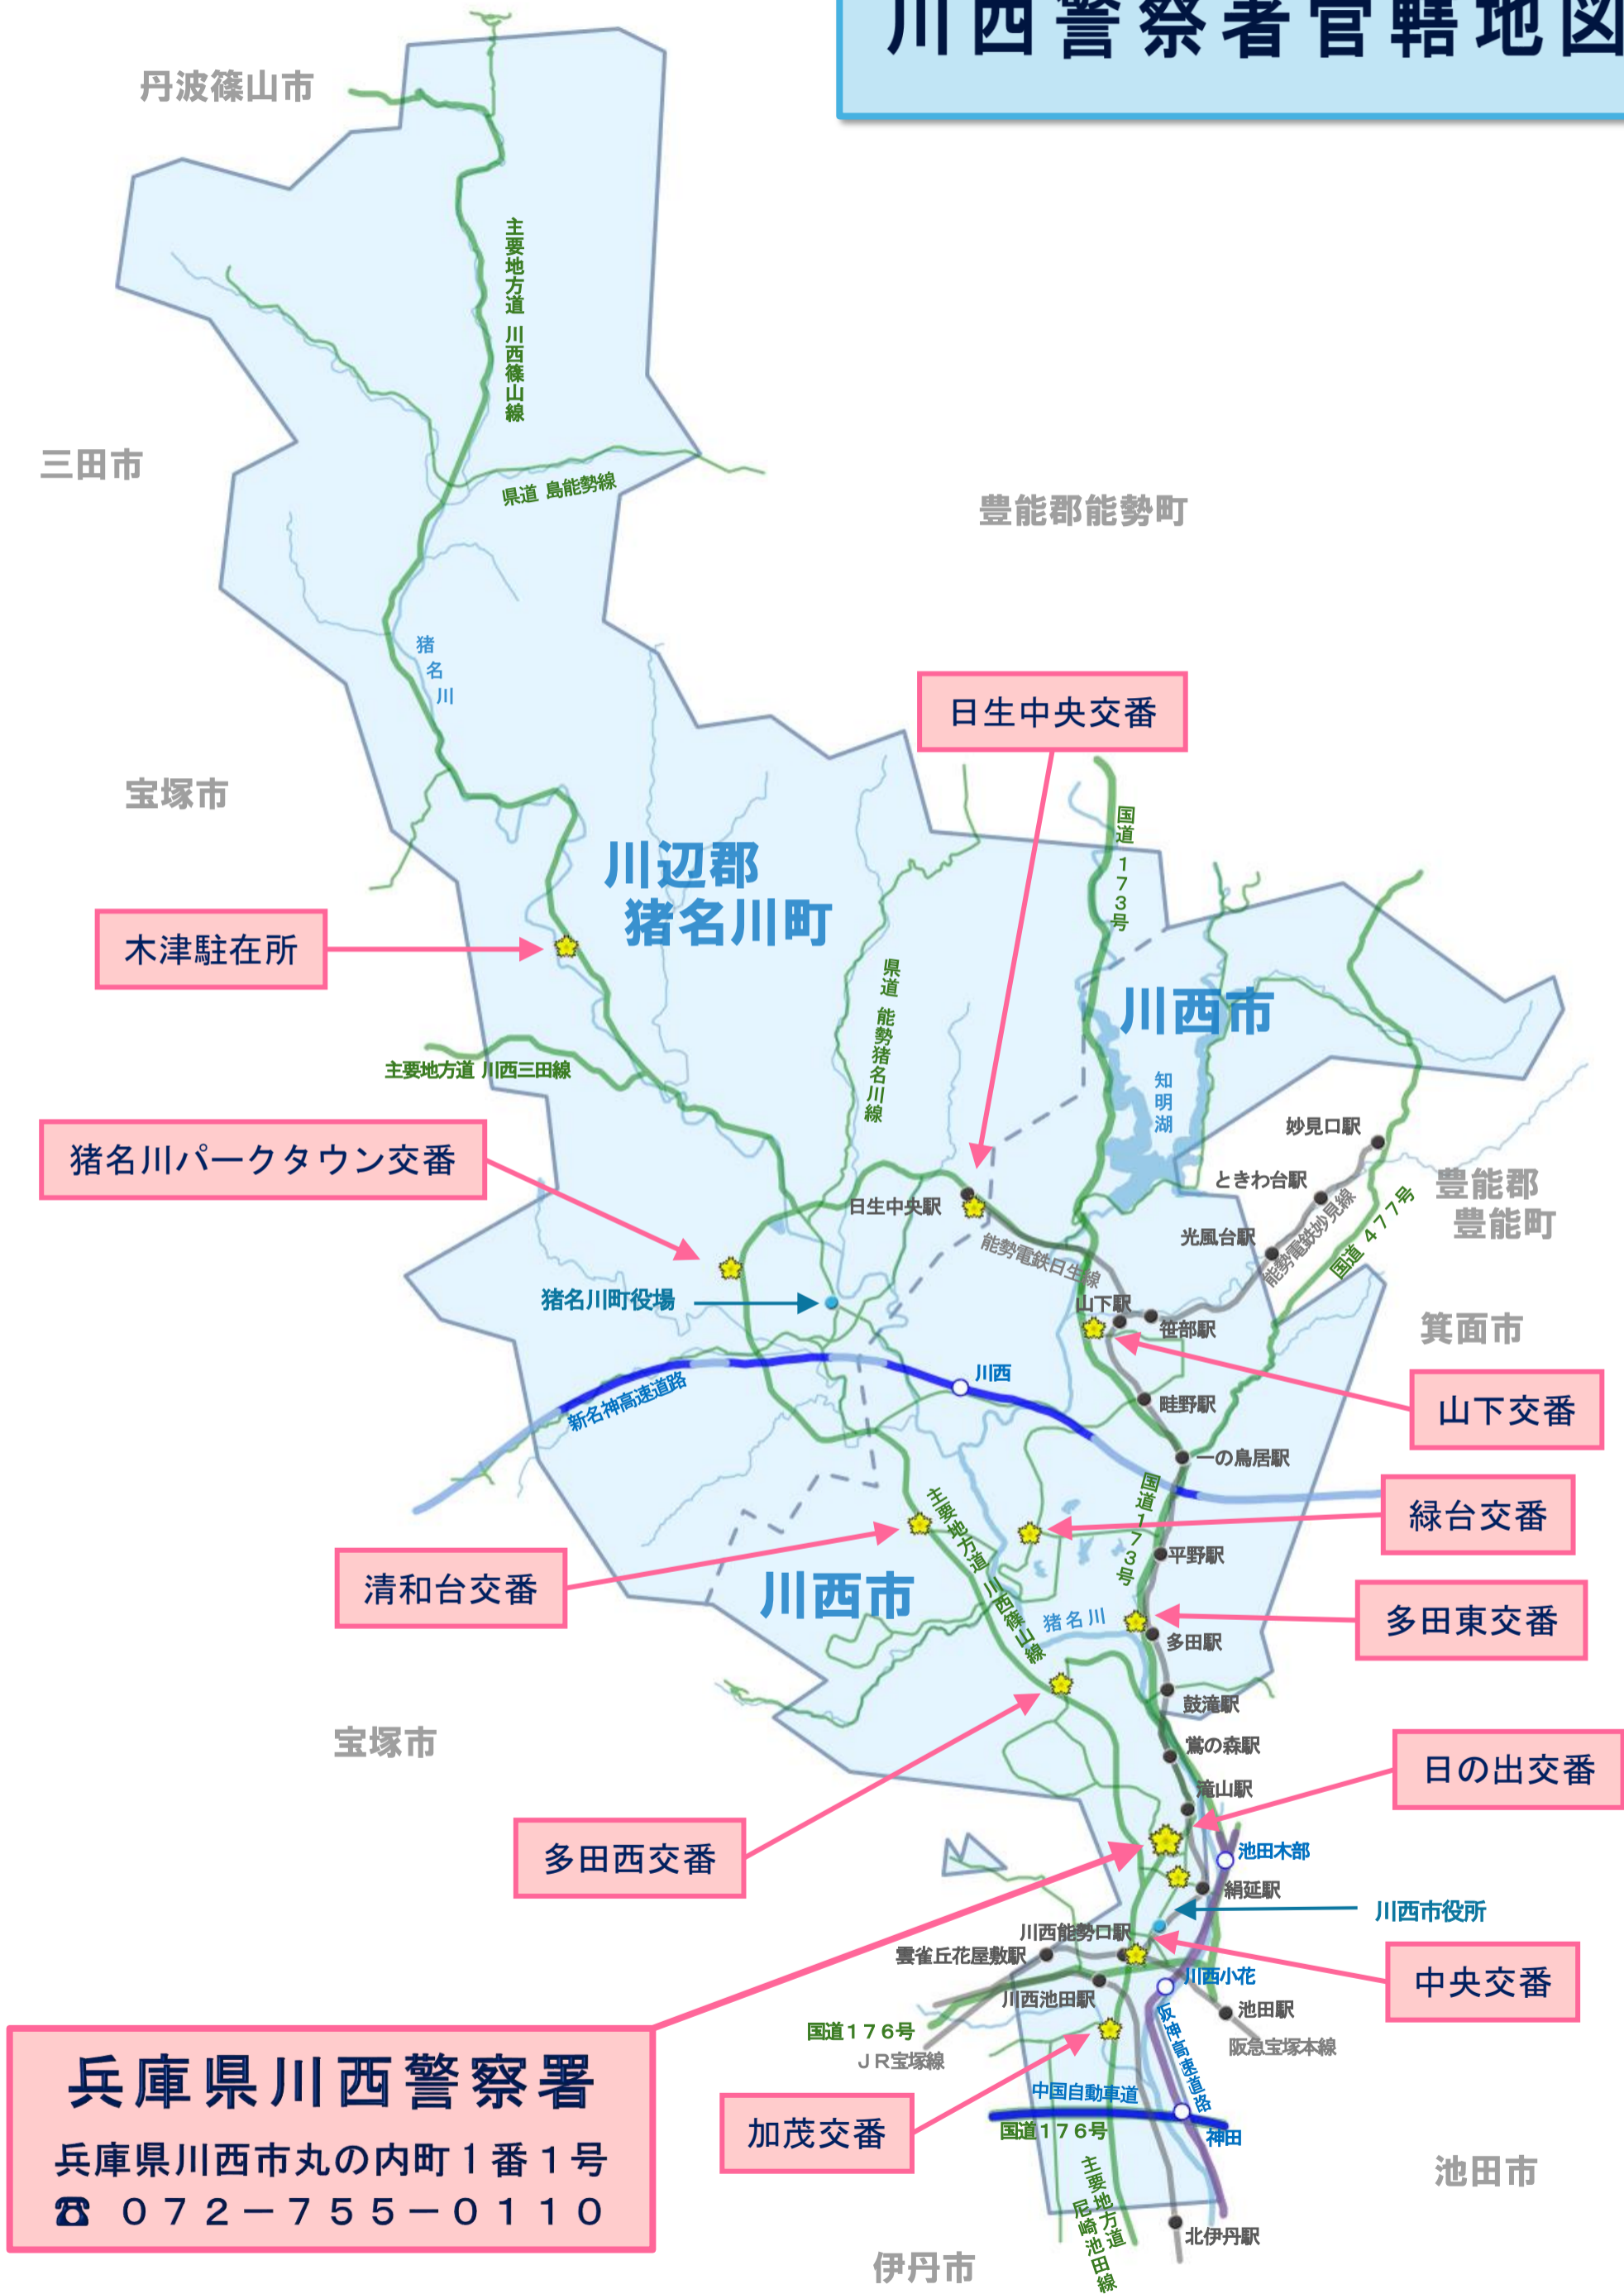 川西警察者官轄地図
丹波篠山市
主要地方道 川西篠山線
三田市
県道 島能勢線
豊能郡能勢町
猪名川
日生中央交番
宝塚市
国道 173号
川辺郡
猪名川町
木津駐在所
県道 能勢猪名川線
川西市
主要地方道 川西三田線
知明湖
妙見口駅
猪名川パークタウン交番
ときわ台駅
豊能郡
豊能町
日生中央駅
光風台駅
能勢電鉄妙見線
国道 477号
能勢電鉄日生線
猪名川町役場
山下駅
笹部駅
箕面市
川西
新名神高速道路
畦野駅
山下交番
一の鳥居駅
国道173号
緑台交番
主要地方道 川西篠山線
平野駅
清和台交番
川西市
猪名川
多田東交番
多田駅
鼓滝駅
宝塚市
鶯の森駅
日の出交番
滝山駅
多田西交番
池田木部
絹延駅
川西市役所
川西能勢口駅
雲雀丘花屋敷駅
中央交番
川西小花
川西池田駅
池田駅
国道176号
JR宝塚線
阪神高速道路
阪急宝塚本線
兵庫県川西警察署
兵庫県川西市丸の内町1番1号
☎ 072－755－0110
中国自動車道
加茂交番
国道176号
神田
池田市
主要地方道
尼崎池田線
北伊丹駅
伊丹市